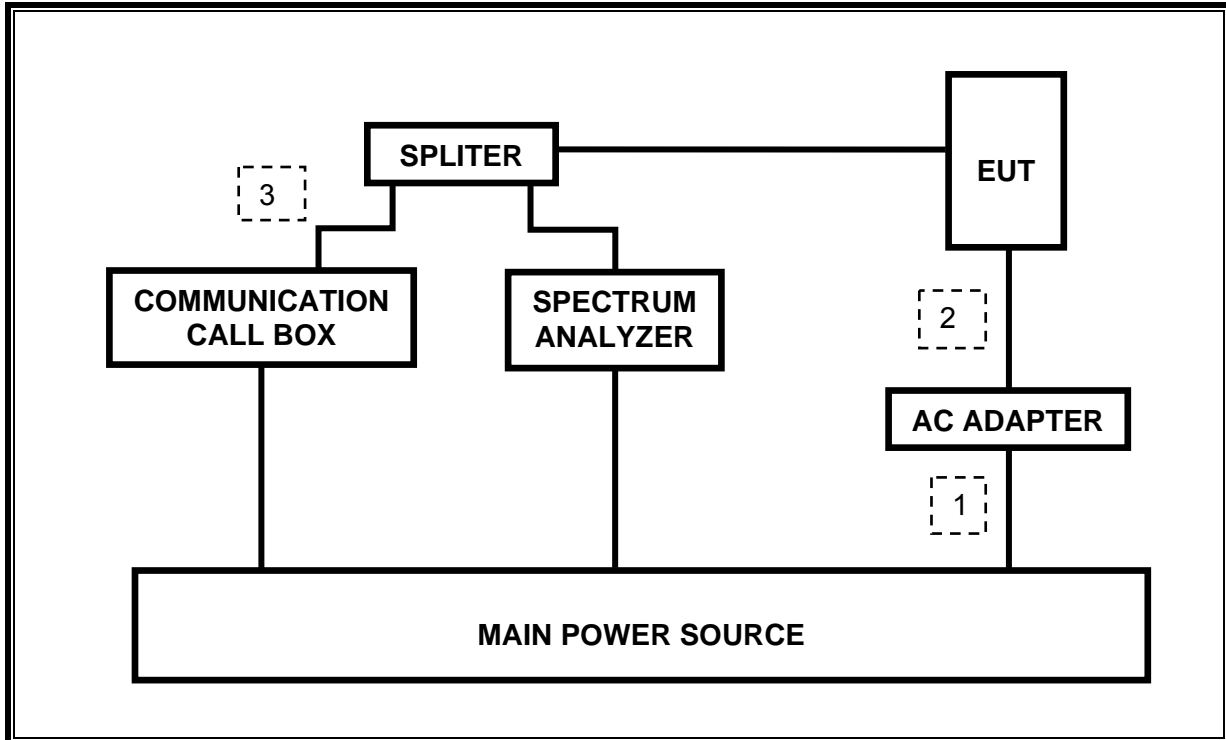 SPLITER
EUT
3
COMMUNICATION
CALL BOX
SPECTRUM
ANALYZER
2
AC ADAPTER
1
MAIN POWER SOURCE